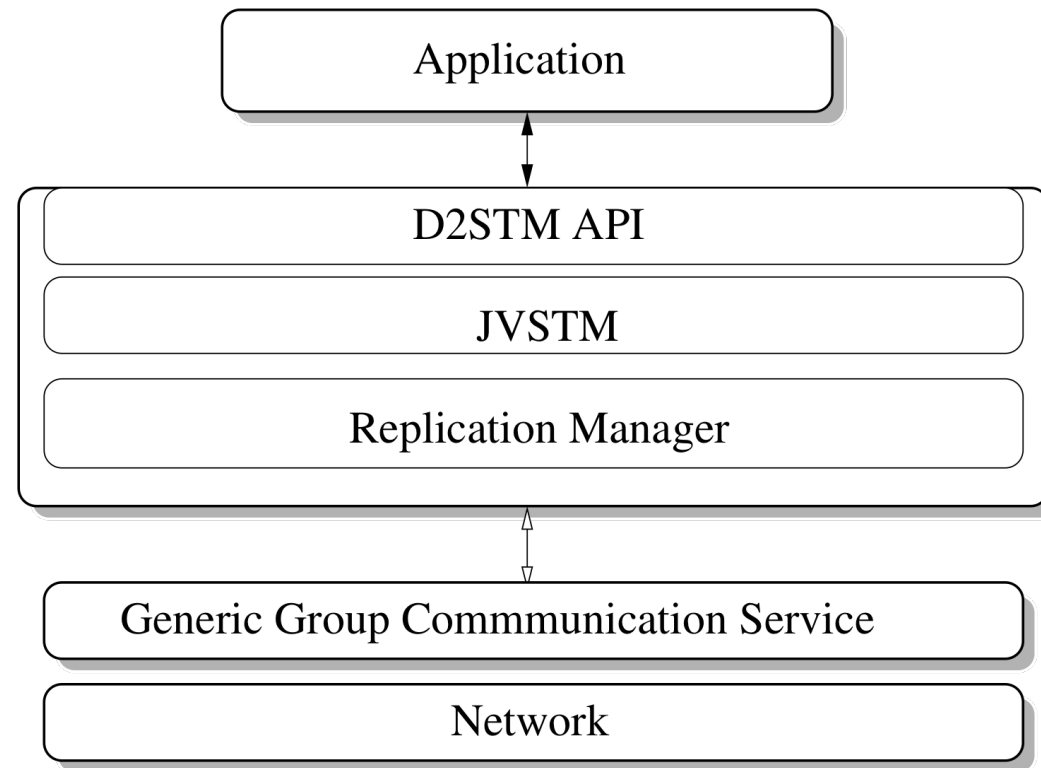 Application
D2STM API
JVSTM
Replication Manager
Generic Group Commmunication Service
Network